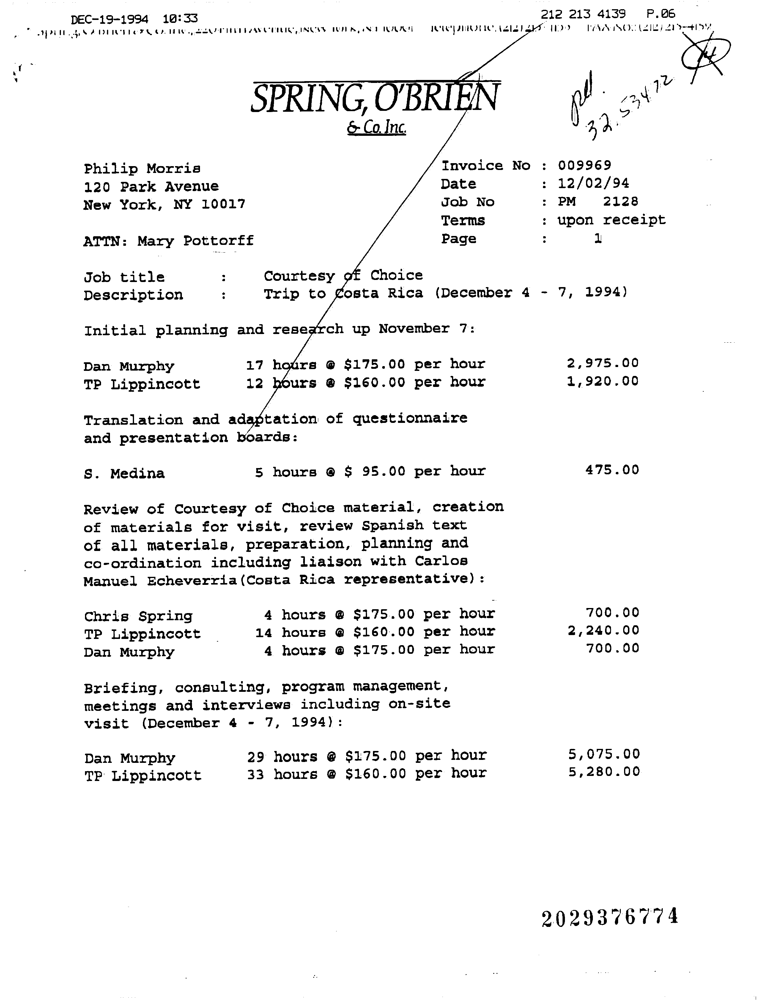 DEC-19-1994 10:33 212 213 4139 P.06
SPRING, O'BRIEN
& Co. Inc.
pd.
32,534.72
14
Philip Morris Invoice No : 009969
120 Park Avenue Date : 12/02/94
New York, NY 10017 Job No : PM 2128
Terms : upon receipt
ATTN: Mary Pottorff Page : 1
Job title : Courtesy of Choice
Description : Trip to Costa Rica (December 4 - 7, 1994)
Initial planning and research up November 7:
Dan Murphy 17 hours @ $175.00 per hour 2,975.00
TP Lippincott 12 hours @ $160.00 per hour 1,920.00
Translation and adaptation of questionnaire
and presentation boards:
S. Medina 5 hours @ $ 95.00 per hour 475.00
Review of Courtesy of Choice material, creation
of materials for visit, review Spanish text
of all materials, preparation, planning and
co-ordination including liaison with Carlos
Manuel Echeverria(Costa Rica representative):
Chris Spring 4 hours @ $175.00 per hour 700.00
TP Lippincott 14 hours @ $160.00 per hour 2,240.00
Dan Murphy 4 hours @ $175.00 per hour 700.00
Briefing, consulting, program management,
meetings and interviews including on-site
visit (December 4 - 7, 1994):
Dan Murphy 29 hours @ $175.00 per hour 5,075.00
TP Lippincott 33 hours @ $160.00 per hour 5,280.00
2029376774